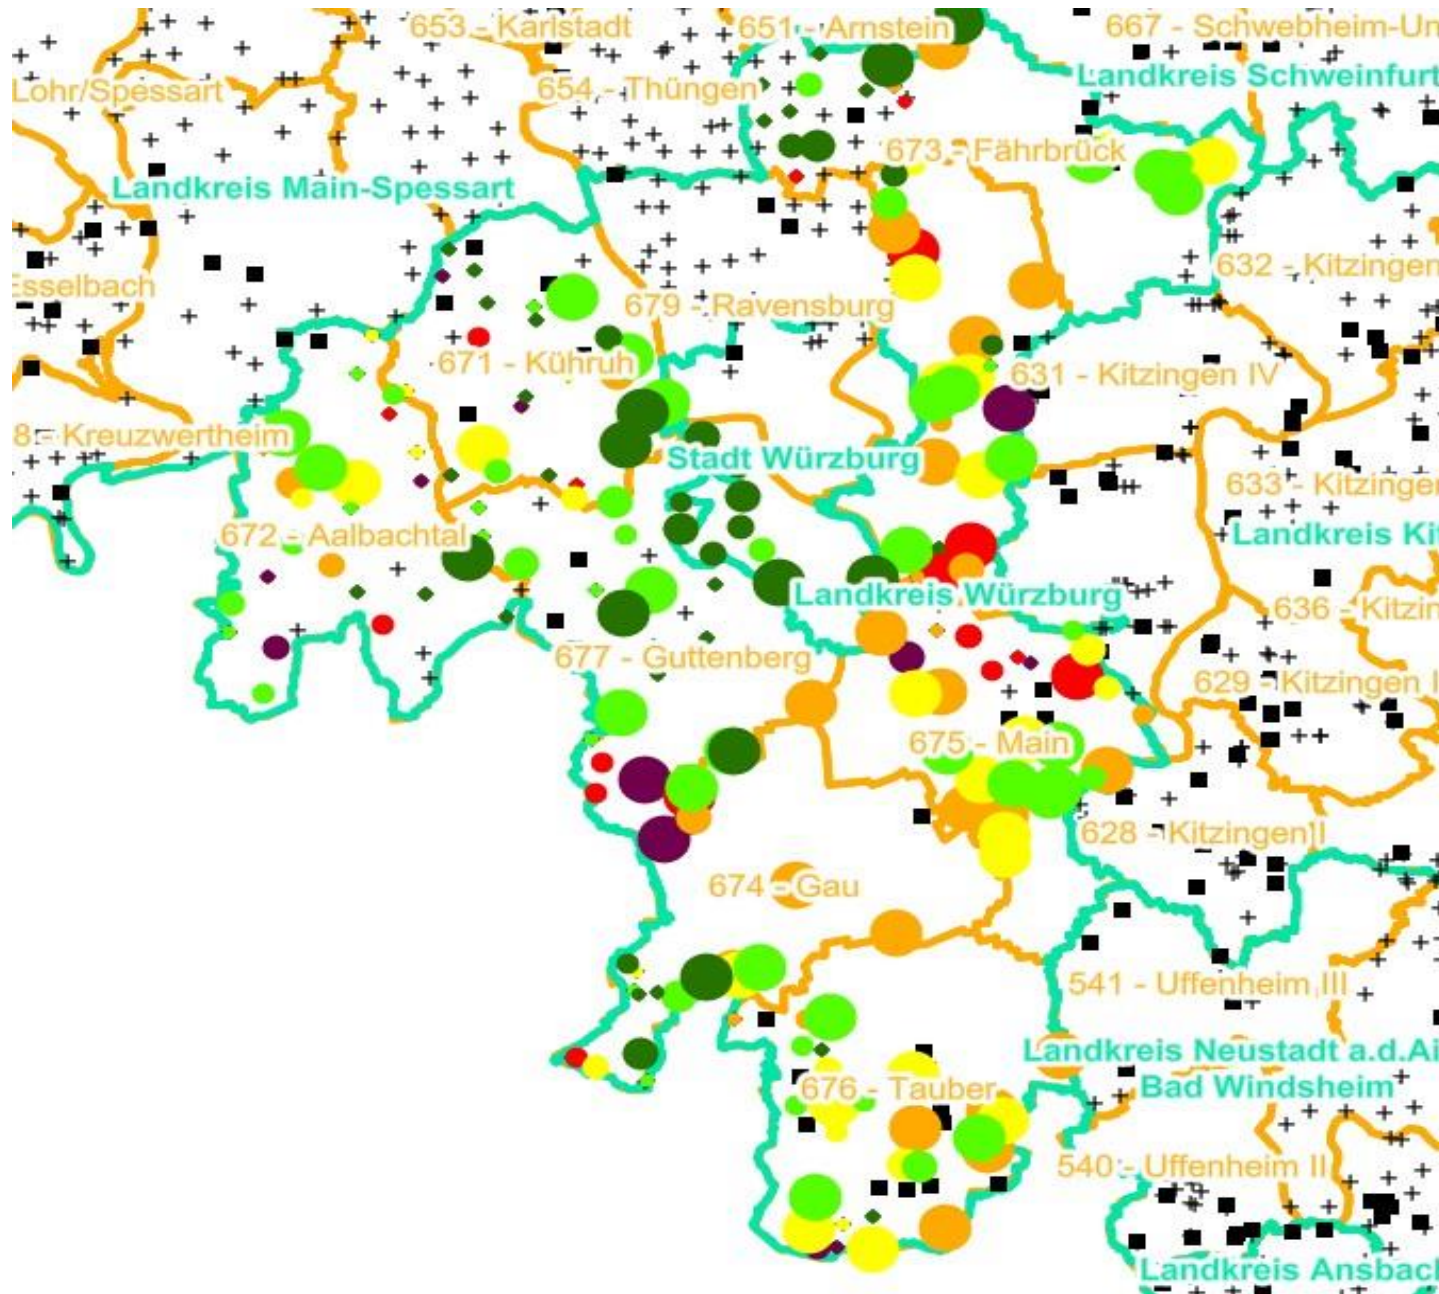 653 - Karlstadt
651 - Arnstein
667 - Schwebheim-Un
Landkreis Schweinfurt
Lohr/Spessart
654 - Thüngen
673 - Fährbrück
Landkreis Main-Spessart
632 - Kitzingen
Esselbach
679 - Ravensburg
671 - Kühruh
631 - Kitzingen IV
8 - Kreuzwertheim
Stadt Würzburg
633 - Kitzingen
672 - Aalbachtal
Landkreis Kit
Landkreis Würzburg
636 - Kitzin
677 - Guttenberg
629 - Kitzingen I
675 - Main
628 - Kitzingen II
674 - Gau
541 - Uffenheim III
Landkreis Neustadt a.d.Ai
Bad Windsheim
676 - Tauber
540 - Uffenheim II
Landkreis Ansbach